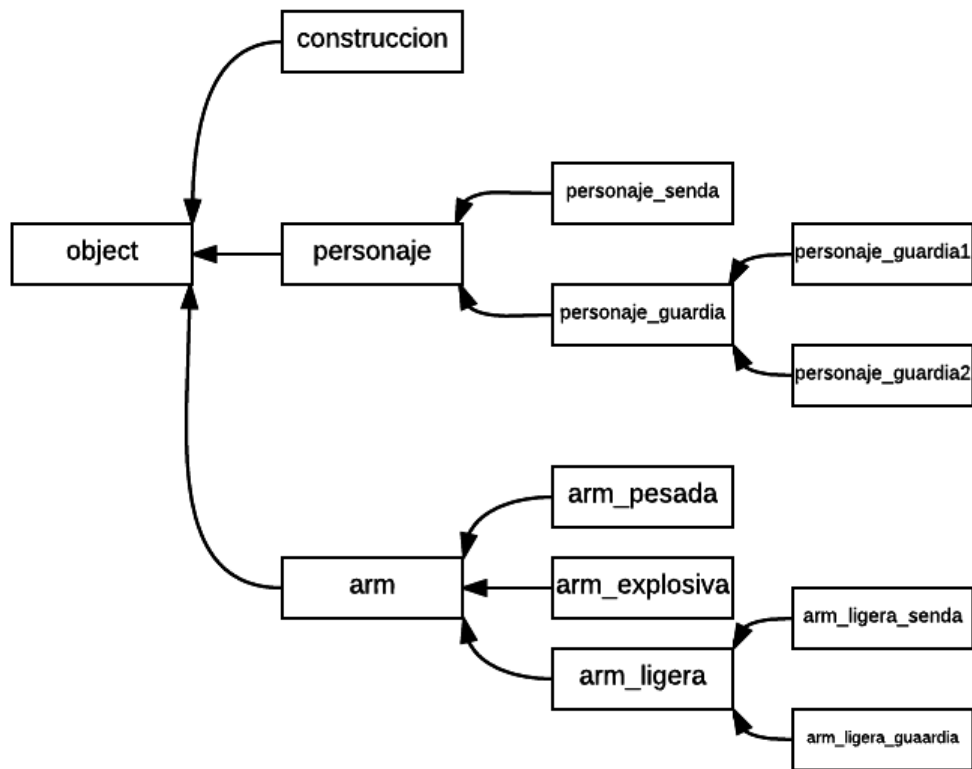 construccion
object
personaje
personaje_senda
personaje_guardia
personaje_guardia1
personaje_guardia2
arm
arm_pesada
arm_explosiva
arm_ligera
arm_ligera_senda
arm_ligera_guaardia